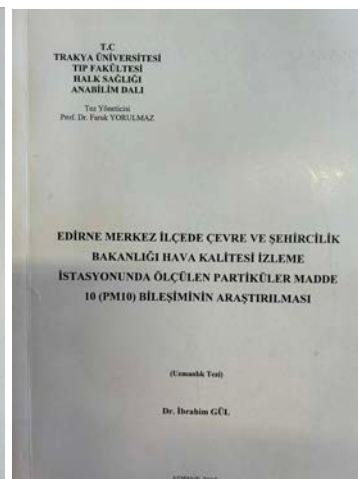 T.C
TRAKYA ÜNİVERSİTESİ
TIP FAKÜLTESİ
HALK SAĞLIĞI
ANABİLİM DALI
Tez Yöneticisi
Prof. Dr. Faruk YORULMAZ
EDİRNE MERKEZ İLÇEDE ÇEVRE VE ŞEHİRCİLİK
BAKANLIĞI HAVA KALİTESİ İZLEME
İSTASYONUNDA ÖLÇÜLEN PARTİKÜLER MADDE
10 (PM10) BİLEŞİMİNİN ARAŞTIRILMASI
(Uzmanlık Tezi)
Dr. İbrahim GÜL